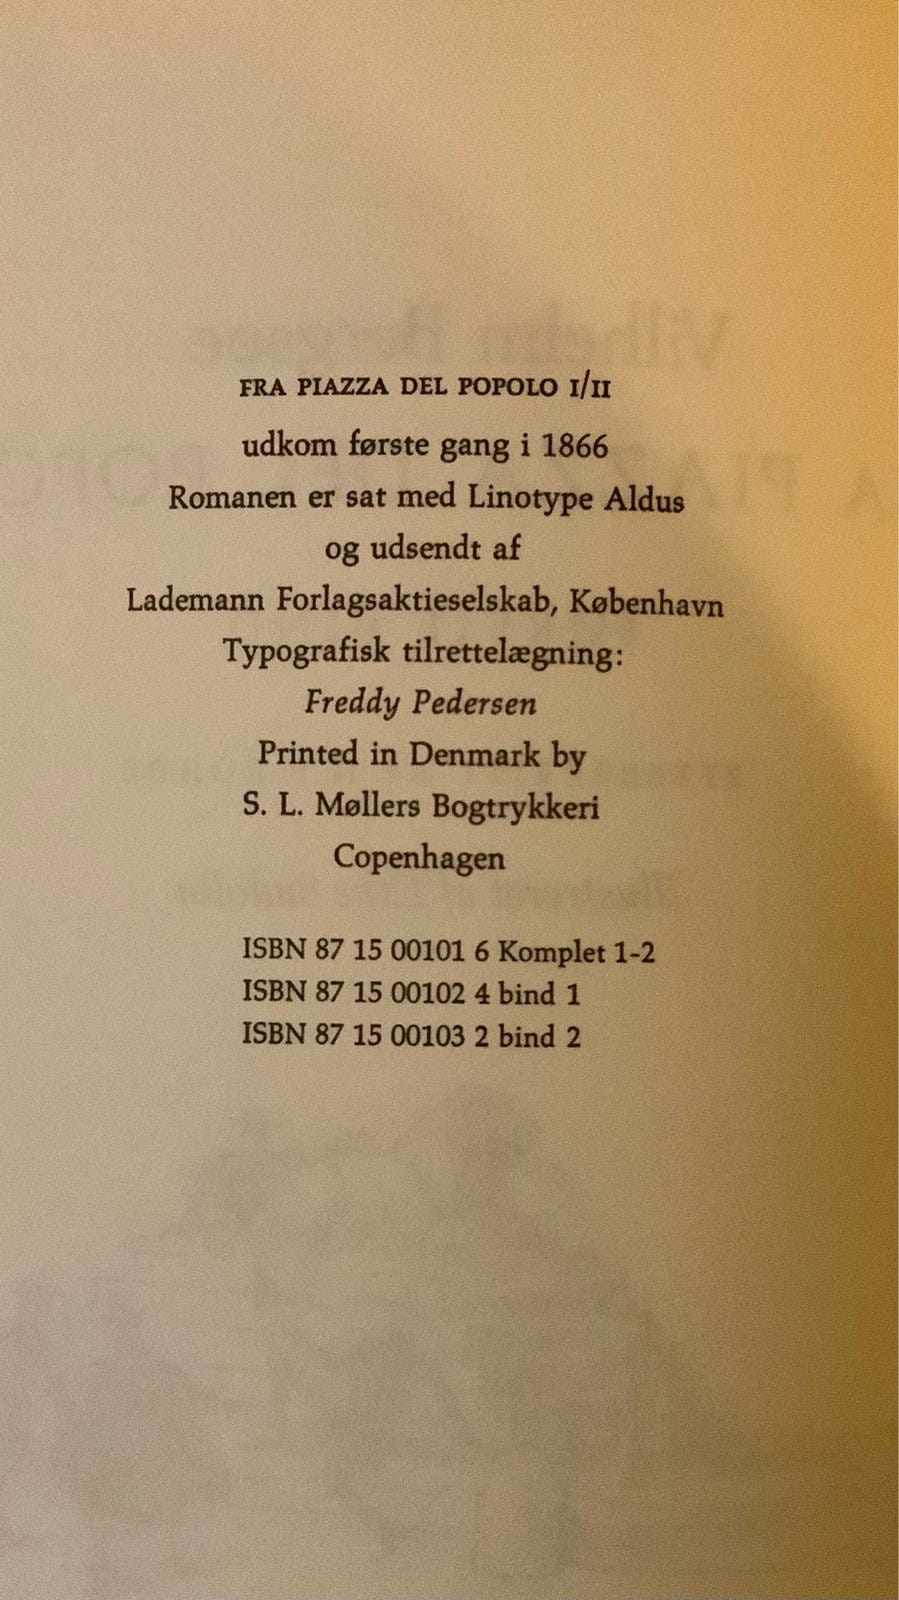 FRA PIAZZA DEL POPOLO I/II
udkom første gang i 1866
Romanen er sat med Linotype Aldus
og udsendt af
Lademann Forlagsaktieselskab, København
Typografisk tilrettelægning:
Freddy Pedersen
Printed in Denmark by
S. L. Møllers Bogtrykkeri
Copenhagen
ISBN 87 15 00101 6 Komplet 1-2
ISBN 87 15 00102 4 bind 1
ISBN 87 15 00103 2 bind 2